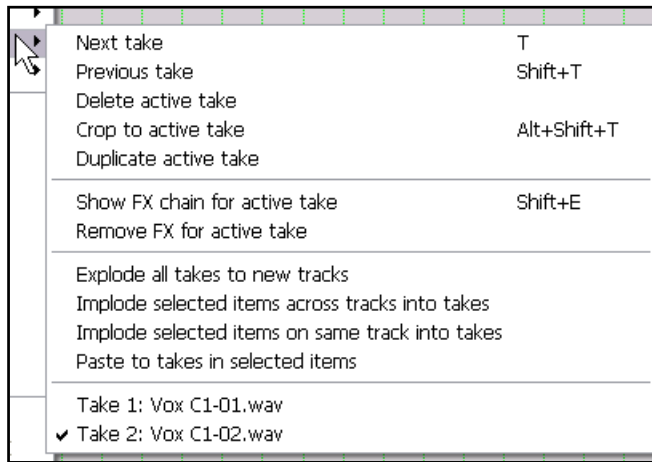 Next take T
Previous take Shift+T
Delete active take
Crop to active take Alt+Shift+T
Duplicate active take
Show FX chain for active take Shift+E
Remove FX for active take
Explode all takes to new tracks
Implode selected items across tracks into takes
Implode selected items on same track into takes
Paste to takes in selected items
Take 1: Vox C1-01.wav
Take 2: Vox C1-02.wav